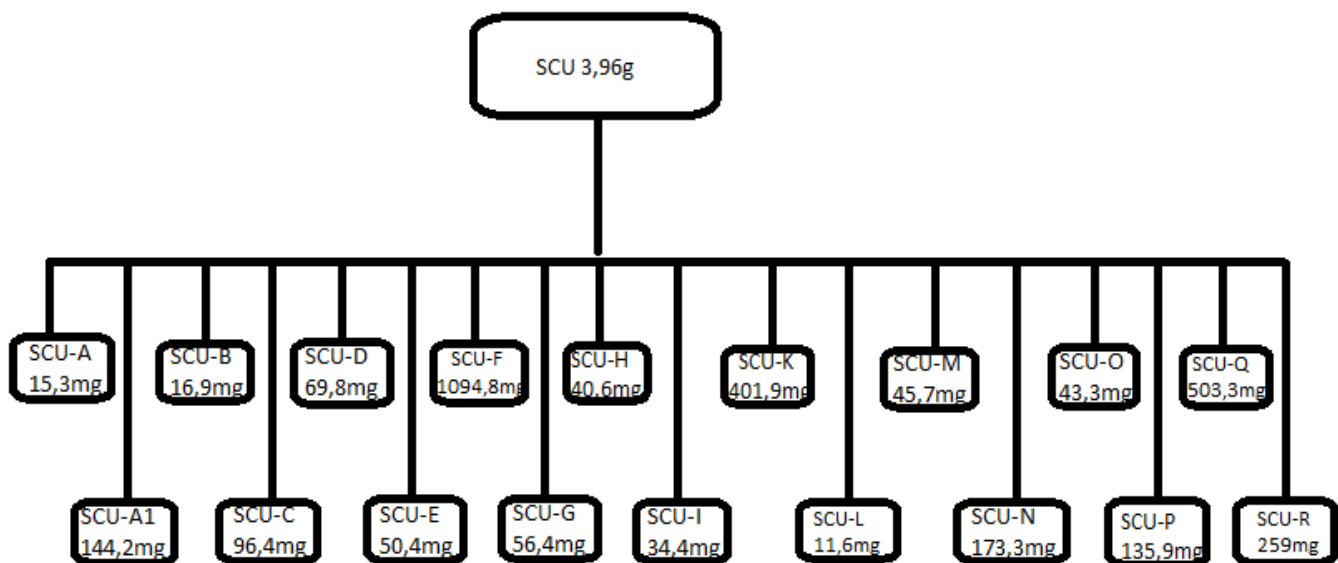 SCU 3,96g
SCU-A
15,3mg
SCU-B
16,9mg
SCU-D
69,8mg
SCU-F
1094,8mg
SCU-H
40,6mg
SCU-K
401,9mg
SCU-M
45,7mg
SCU-O
43,3mg
SCU-Q
503,3mg
SCU-A1
144,2mg
SCU-C
96,4mg
SCU-E
50,4mg
SCU-G
56,4mg
SCU-I
34,4mg
SCU-L
11,6mg
SCU-N
173,3mg
SCU-P
135,9mg
SCU-R
259mg